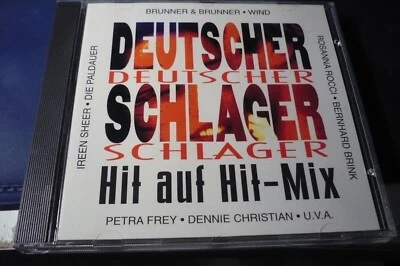 BRUNNER & BRUNNER • WIND
IREEN SHEER • DIE PALDAUER
DEUTSCHER
DEUTSCHER
SCHLAGER
SCHLAGER
Hit auf Hit-Mix
ROSANNA ROCCI • BERNHARD BRINK
PETRA FREY • DENNIE CHRISTIAN • U.V.A.